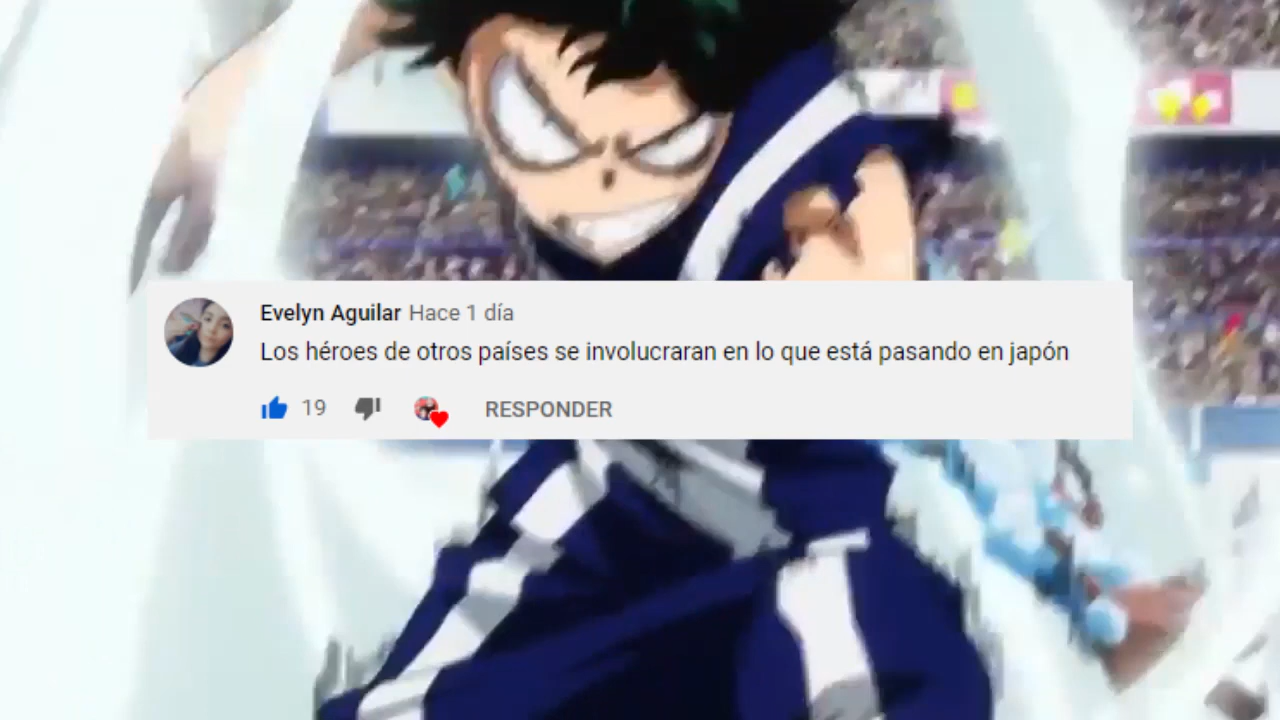 Evelyn Aguilar Hace 1 día
Los héroes de otros países se involucraran en lo que está pasando en japón
19 RESPONDER